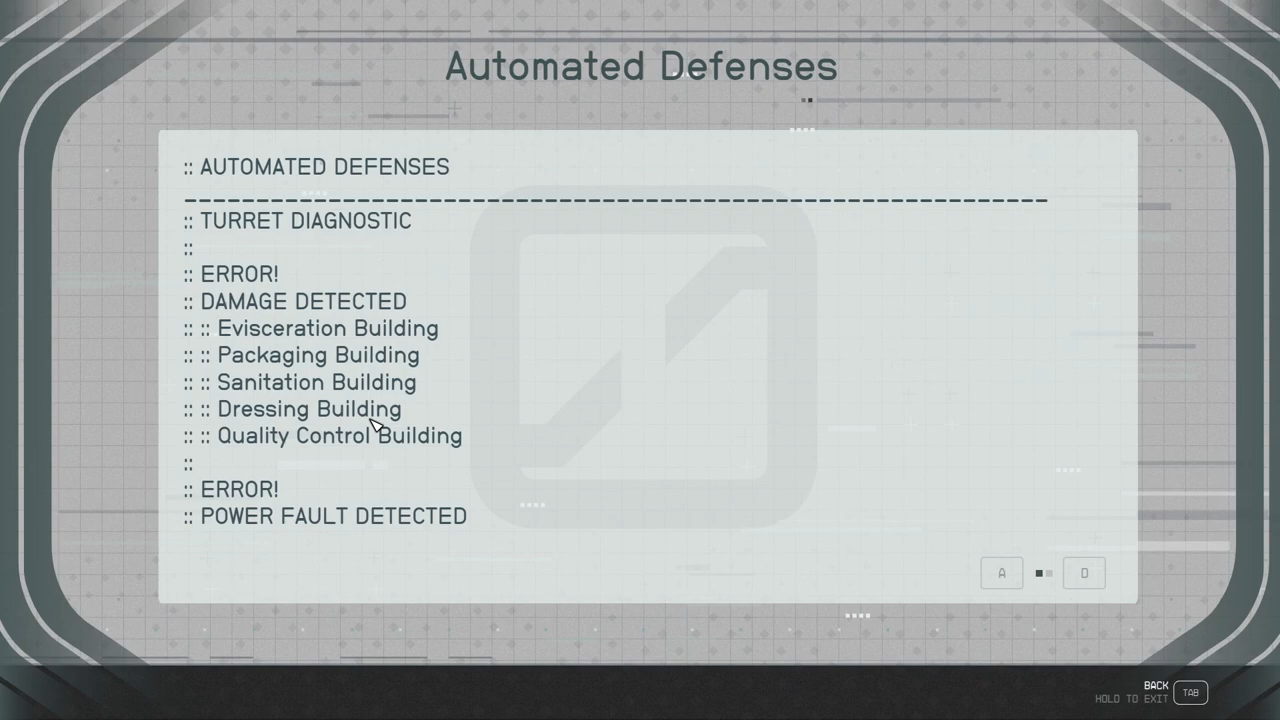 Automated Defenses
:: AUTOMATED DEFENSES
------------------------------------------------------------
:: TURRET DIAGNOSTIC
::
:: ERROR!
:: DAMAGE DETECTED
:: :: Evisceration Building
:: :: Packaging Building
:: :: Sanitation Building
:: :: Dressing Building
:: :: Quality Control Building
::
:: ERROR!
:: POWER FAULT DETECTED
A D
BACK
HOLD TO EXIT TAB